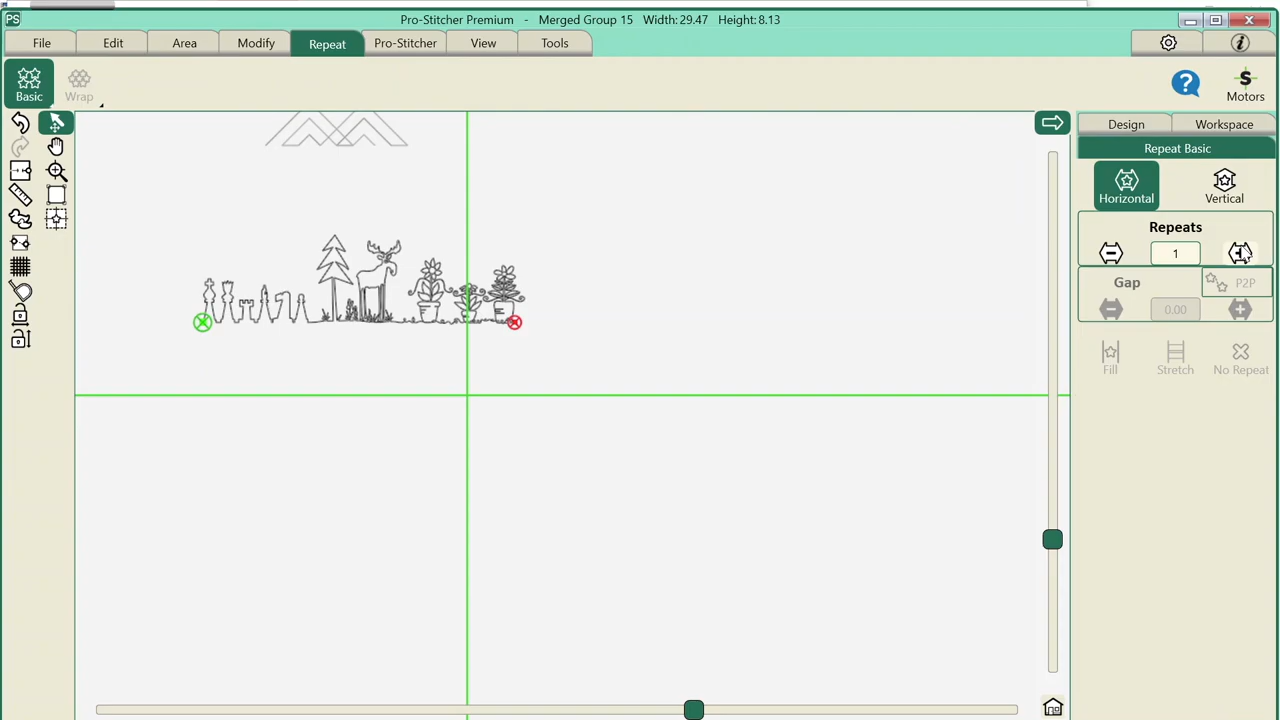 PS
Pro-Stitcher Premium - Merged Group 15 Width:29.47 Height:8.13
File Edit Area Modify Repeat Pro-Stitcher View Tools
Basic Wrap
S
Motors
Design Workspace
Repeat Basic
Horizontal Vertical
Repeats
1
Gap P2P
0.00
Fill Stretch No Repeat